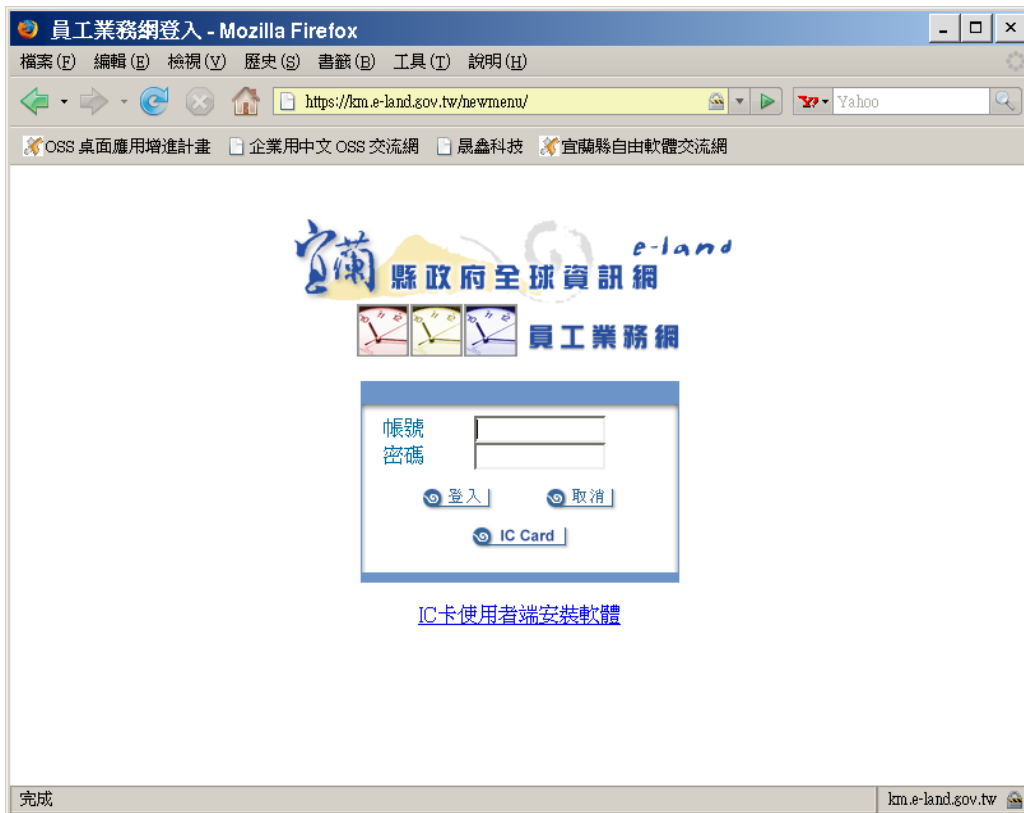 員工業務網登入 - Mozilla Firefox
檔案(F) 編輯(E) 檢視(V) 歷史(S) 書籤(B) 工具(T) 說明(H)
https://km.e-land.gov.tw/newmenu/ Yahoo
OSS 桌面應用增進計畫 企業用中文 OSS 交流網 晟鑫科技 宜蘭縣自由軟體交流網
e-land
宜蘭縣政府全球資訊網
員工業務網
帳號
密碼
登入 取消
IC Card
IC卡使用者端安裝軟體
完成 km.e-land.gov.tw